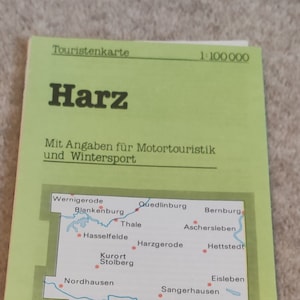 Touristenkarte 1:100 000
Harz
Mit Angaben für Motortouristik
und Wintersport
Wernigerode
Quedlinburg
Blankenburg
Bernburg
Thale
Aschersleben
Hasselfelde
Harzgerode
Hettstedt
Kurort
Stolberg
Eisleben
Nordhausen
Sangerhausen